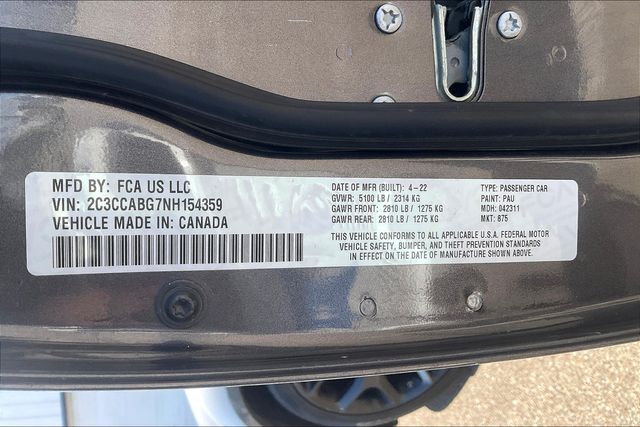 MFD BY: FCA US LLC
VIN: 2C3CCABG7NH154359
VEHICLE MADE IN: CANADA
DATE OF MFR (BUILT): 4-22
GVWR: 5100 LB / 2314 KG
GAWR FRONT: 2810 LB / 1275 KG
GAWR REAR: 2810 LB / 1275 KG
TYPE: PASSENGER CAR
PAINT: PAU
MDH: 042311
MKT: 875
THIS VEHICLE CONFORMS TO ALL APPLICABLE U.S.A. FEDERAL MOTOR
VEHICLE SAFETY, BUMPER, AND THEFT PREVENTION STANDARDS
IN EFFECT ON THE DATE OF MANUFACTURE SHOWN ABOVE.